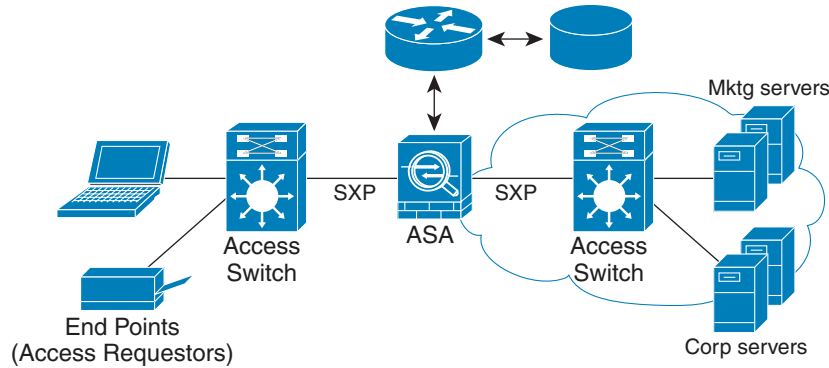 Mktg servers
SXP
SXP
ASA
Access
Switch
Access
Switch
End Points
(Access Requestors)
Corp servers